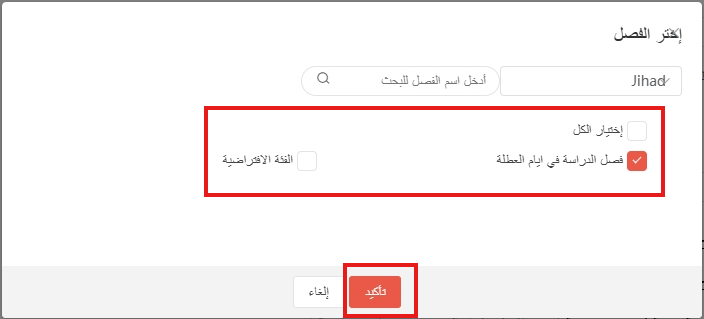 إختر الفصل
Jihad
أدخل اسم الفصل للبحث
إختيار الكل
فصل الدراسة في ايام العطلة
الفئة الافتراضية
تأكيد
إلغاء